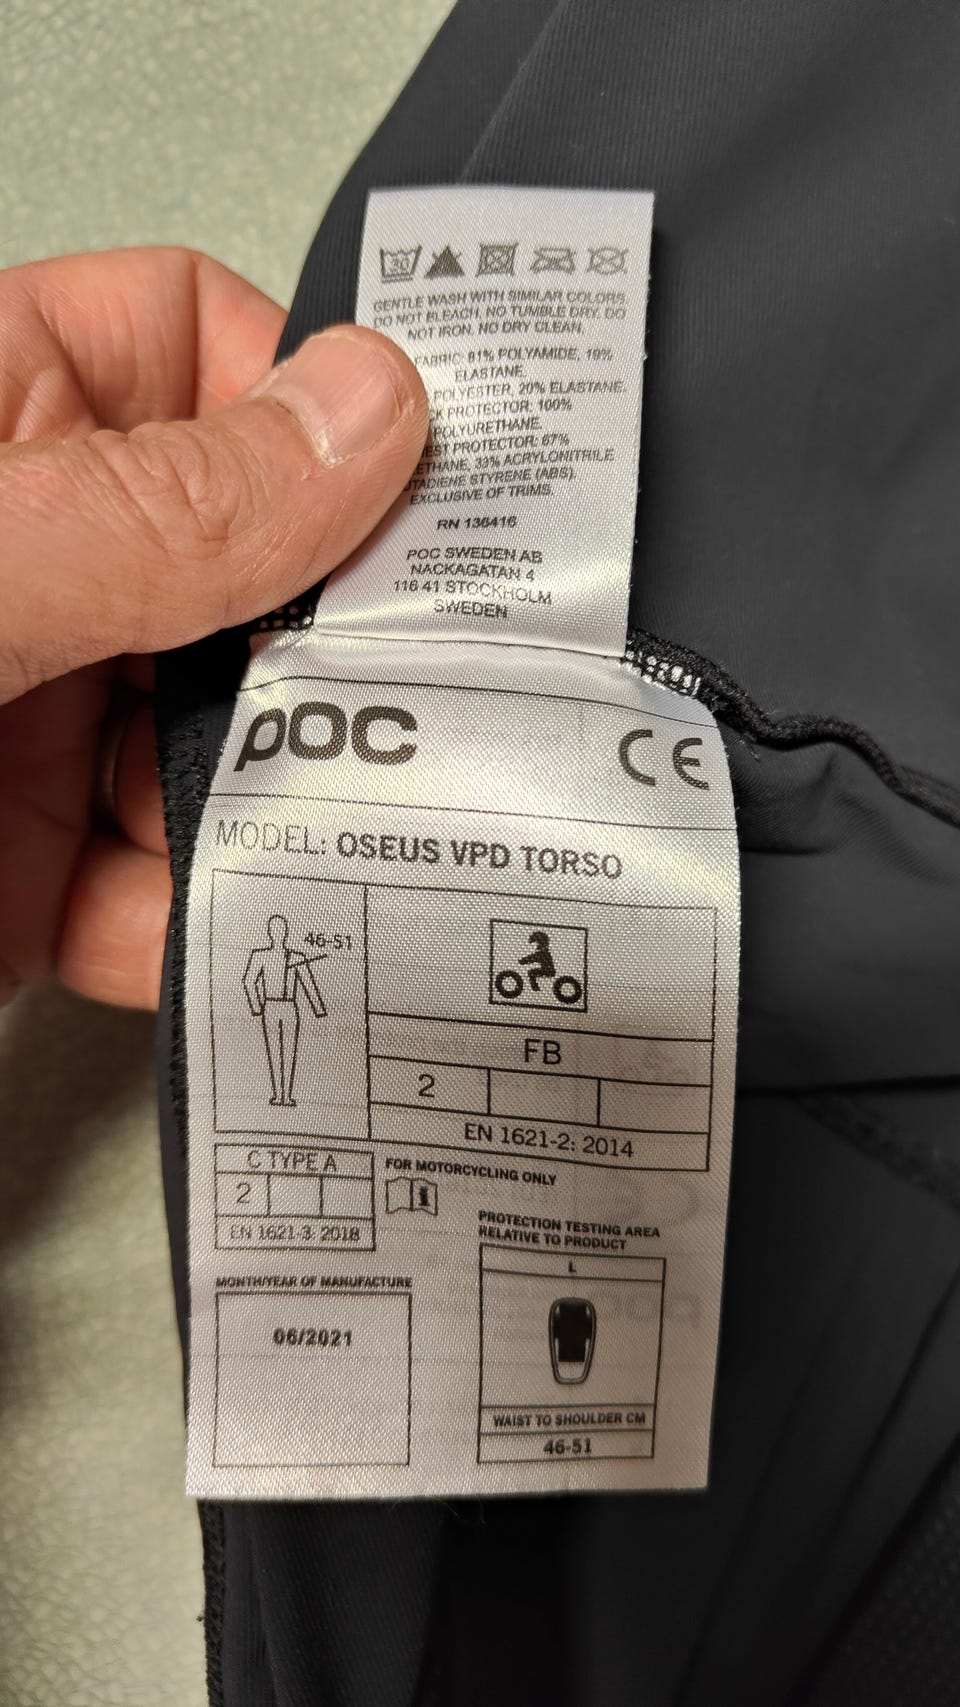 30
GENTLE WASH WITH SIMILAR COLORS.
DO NOT BLEACH. NO TUMBLE DRY. DO
NOT IRON. NO DRY CLEAN.
FABRIC: 81% POLYAMIDE, 19%
ELASTANE.
POLYESTER, 20% ELASTANE.
PROTECTOR: 100%
POLYURETHANE.
PROTECTOR: 67%
33% ACRYLONITRILE
STYRENE (ABS).
EXCLUSIVE OF TRIMS.
RN 136416
POC SWEDEN AB
NACKAGATAN 4
116 41 STOCKHOLM
SWEDEN
POC CE
MODEL: OSEUS VPD TORSO
46-51
FB
2
EN 1621-2: 2014
C TYPE A
2
EN 1621-3: 2018
FOR MOTORCYCLING ONLY
i
PROTECTION TESTING AREA
RELATIVE TO PRODUCT
L
WAIST TO SHOULDER CM
46-51
MONTH/YEAR OF MANUFACTURE
06/2021